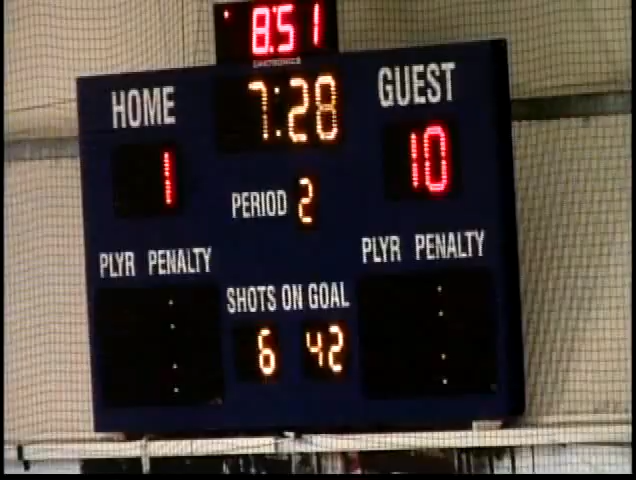 8:51
DAKTRONICS
HOME 7:28 GUEST
1 10
PERIOD 2
PLYR PENALTY PLYR PENALTY
SHOTS ON GOAL
6 42